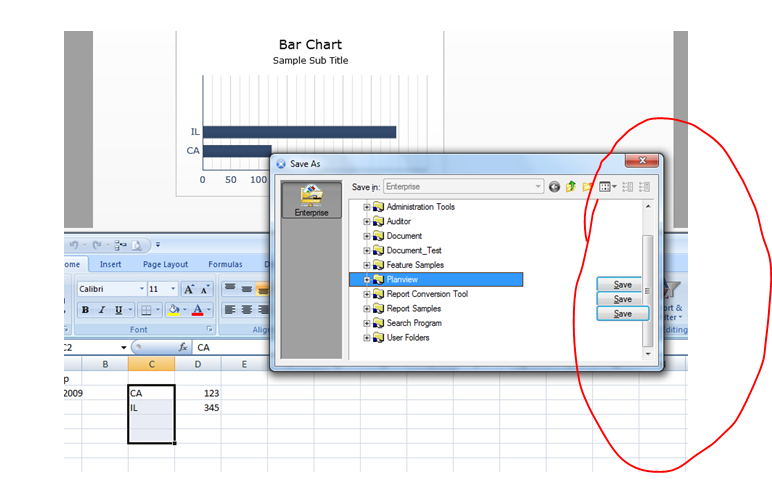 Bar Chart
Sample Sub Title
IL
CA
0 50 100
Save As
Save in: Enterprise
Enterprise
Administration Tools
Auditor
Document
Document_Test
Feature Samples
Planview
Report Conversion Tool
Report Samples
Search Program
User Folders
Save
Save
Save
ome Insert Page Layout Formulas D
Calibri 11 A A
B I U A
Font Alig
ort &
lter
diting
C2 fx CA
B C D E
p
2009 CA 123
IL 345